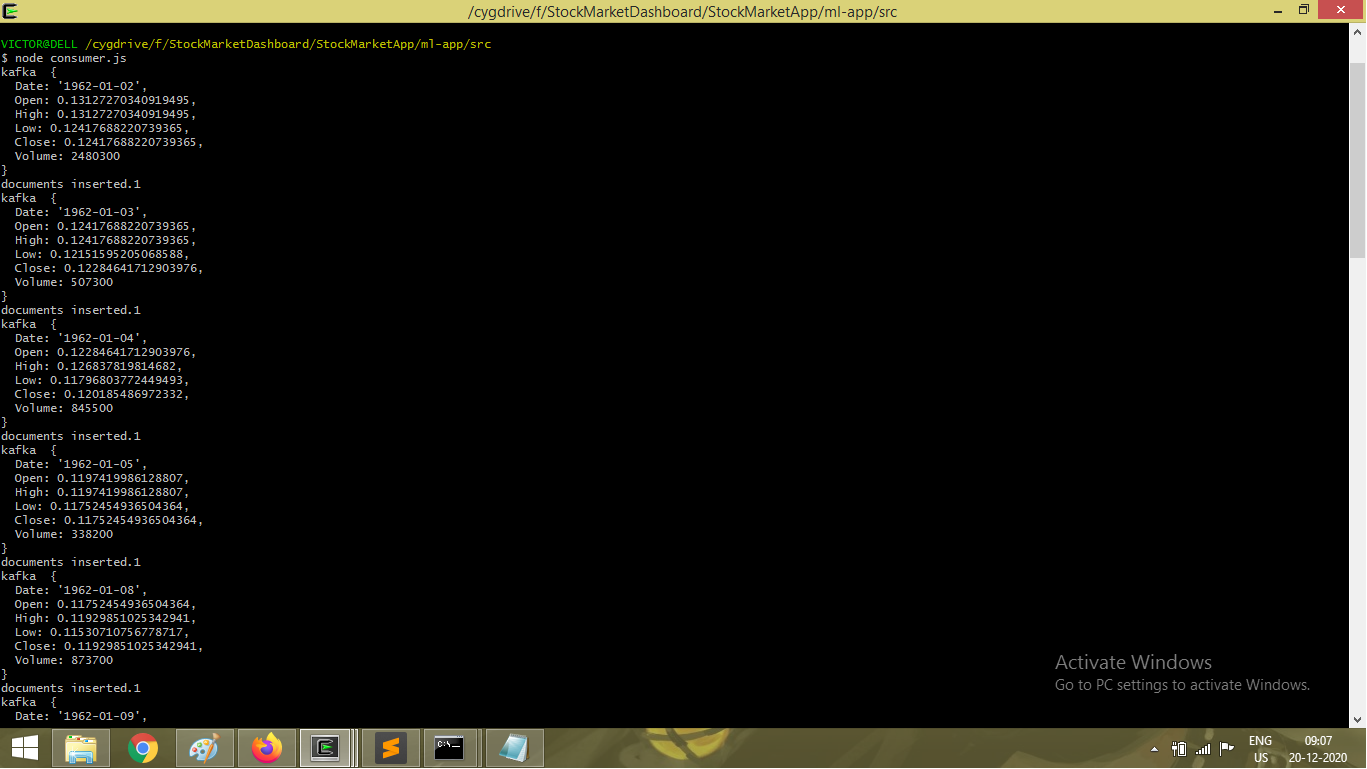 /cygdrive/f/StockMarketDashboard/StockMarketApp/ml-app/src
VICTOR@DELL /cygdrive/f/StockMarketDashboard/StockMarketApp/ml-app/src
$ node consumer.js
kafka  {
  Date: '1962-01-02',
  Open: 0.13127270340919495,
  High: 0.13127270340919495,
  Low: 0.12417688220739365,
  Close: 0.12417688220739365,
  Volume: 2480300
}
documents inserted.1
kafka  {
  Date: '1962-01-03',
  Open: 0.12417688220739365,
  High: 0.12417688220739365,
  Low: 0.12151595205068588,
  Close: 0.12284641712903976,
  Volume: 507300
}
documents inserted.1
kafka  {
  Date: '1962-01-04',
  Open: 0.12284641712903976,
  High: 0.126837819814682,
  Low: 0.11796803772449493,
  Close: 0.120185486972332,
  Volume: 845500
}
documents inserted.1
kafka  {
  Date: '1962-01-05',
  Open: 0.1197419986128807,
  High: 0.1197419986128807,
  Low: 0.11752454936504364,
  Close: 0.11752454936504364,
  Volume: 338200
}
documents inserted.1
kafka  {
  Date: '1962-01-08',
  Open: 0.11752454936504364,
  High: 0.11929851025342941,
  Low: 0.11530710756778717,
  Close: 0.11929851025342941,
  Volume: 873700
}
documents inserted.1
kafka  {
  Date: '1962-01-09',
Activate Windows
Go to PC settings to activate Windows.
C:\_
ENG
US
09:07
20-12-2020